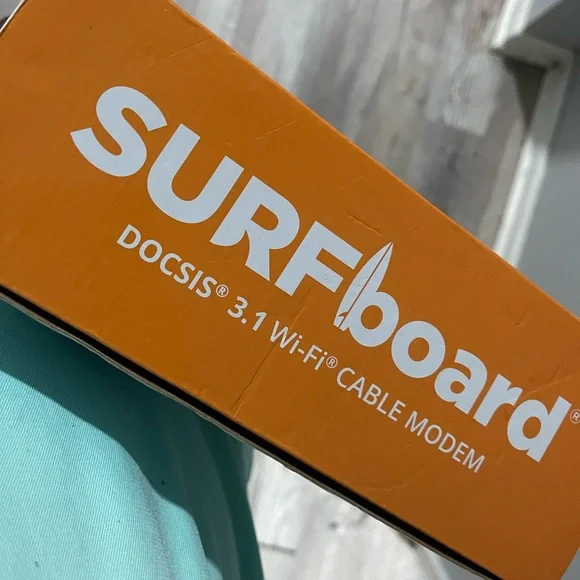 SURFboard®
DOCSIS® 3.1 Wi-Fi® CABLE MODEM